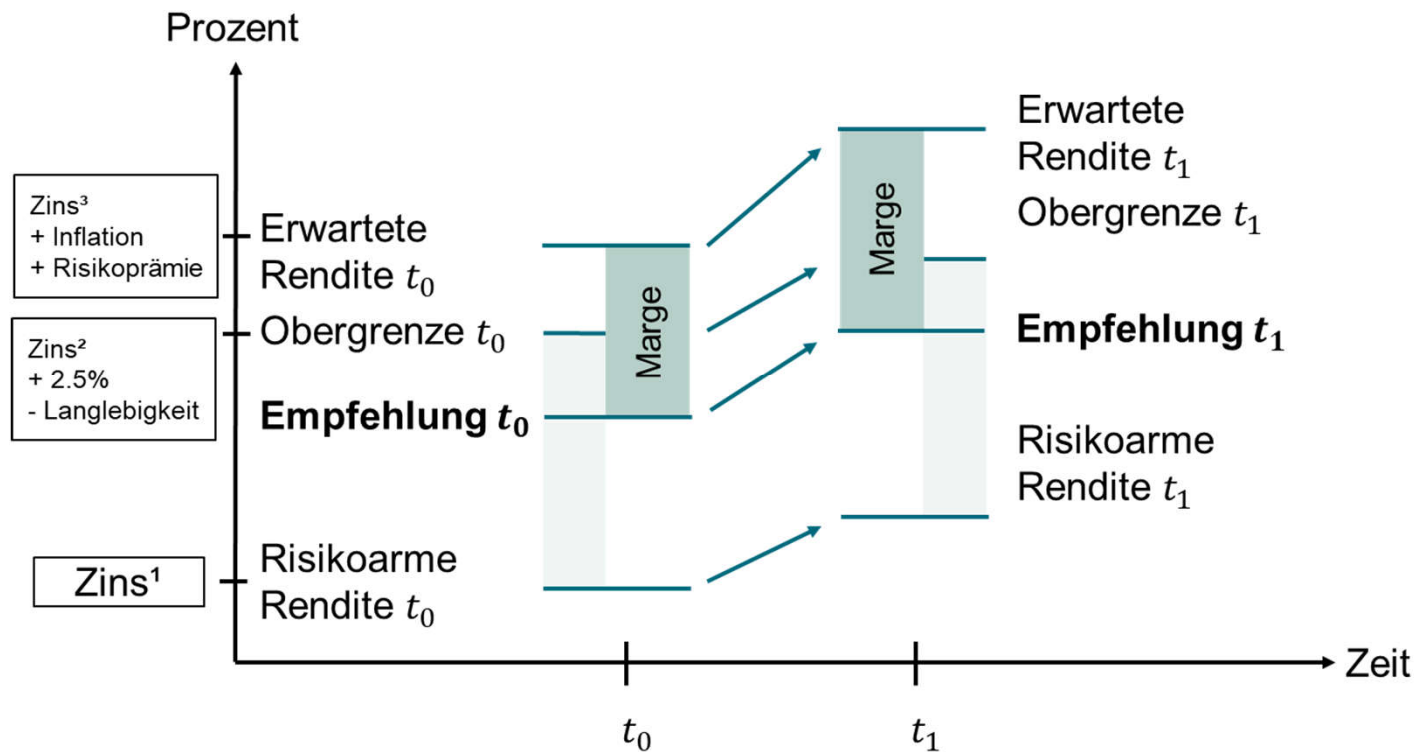 Prozent
Zins³
+ Inflation
+ Risikoprämie
Erwartete
Rendite t₀
Zins²
+ 2.5%
- Langlebigkeit
Obergrenze t₀
Empfehlung t₀
Zins¹
Risikoarme
Rendite t₀
Marge
Marge
Erwartete
Rendite t₁
Obergrenze t₁
Empfehlung t₁
Risikoarme
Rendite t₁
Zeit
t₀
t₁